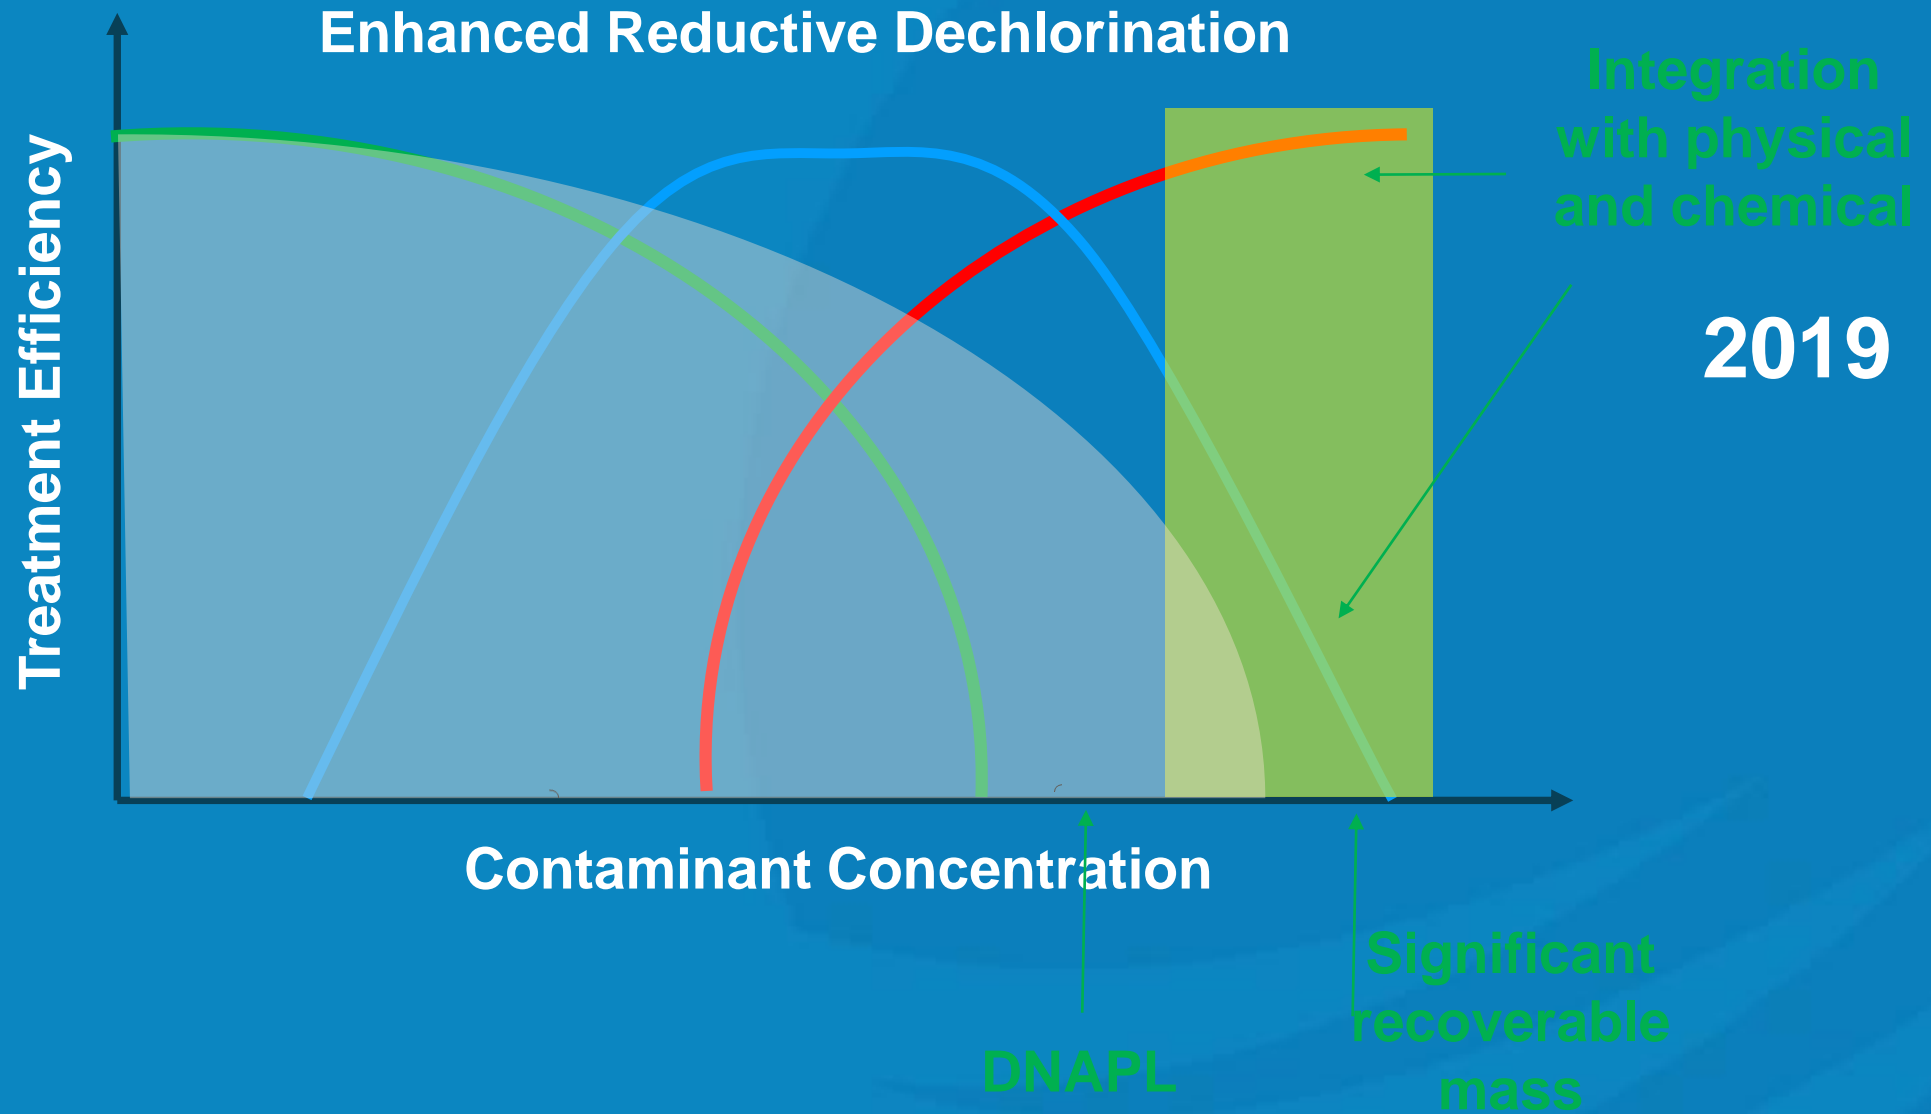 Enhanced Reductive Dechlorination
Integration
with physical
and chemical
2019
Treatment Efficiency
Contaminant Concentration
DNAPL
Significant
recoverable
mass